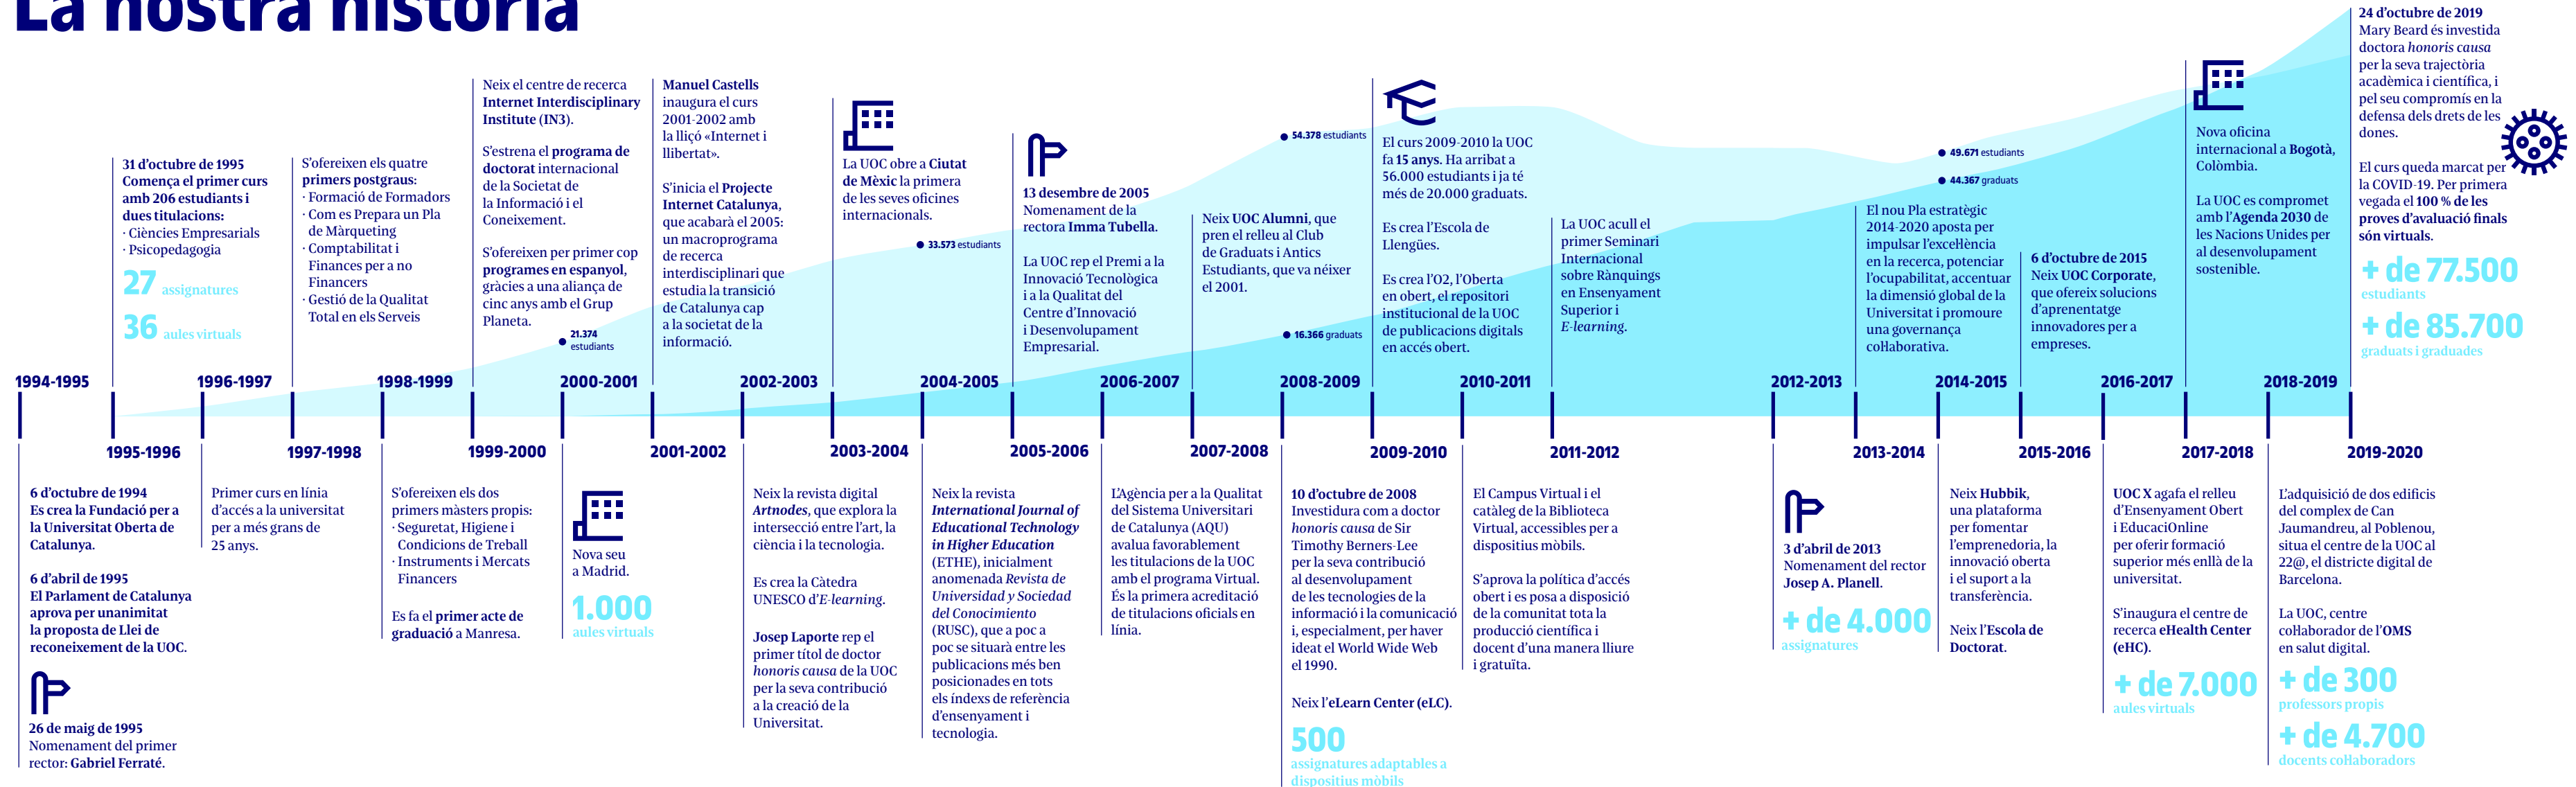 La nostra història
1994-1995
6 d’octubre de 1994
Es crea la Fundació per a
la Universitat Oberta de
Catalunya.
6 d’abril de 1995
El Parlament de Catalunya
aprova per unanimitat
la proposta de Llei de
reconeixement de la UOC.
26 de maig de 1995
Nomenament del primer
rector: Gabriel Ferraté.
31 d’octubre de 1995
Comença el primer curs
amb 206 estudiants i
dues titulacions:
· Ciències Empresarials
· Psicopedagogia
27 assignatures
36 aules virtuals
1995-1996
1996-1997
Primer curs en línia
d’accés a la universitat
per a més grans de
25 anys.
S’ofereixen els quatre
primers postgraus:
· Formació de Formadors
· Com es Prepara un Pla
de Màrqueting
· Comptabilitat i
Finances per a no
Financers
· Gestió de la Qualitat
Total en els Serveis
1997-1998
1998-1999
S’ofereixen els dos
primers màsters propis:
· Seguretat, Higiene i
Condicions de Treball
· Instruments i Mercats
Financers
Es fa el primer acte de
graduació a Manresa.
Neix el centre de recerca
Internet Interdisciplinary
Institute (IN3).
S’estrena el programa de
doctorat internacional
de la Societat de
la Informació i el
Coneixement.
S’ofereixen per primer cop
programes en espanyol,
gràcies a una aliança de
cinc anys amb el Grup
Planeta.
1999-2000
21.374
estudiants
2000-2001
Nova seu
a Madrid.
1.000
aules virtuals
Manuel Castells
inaugura el curs
2001-2002 amb
la lliçó «Internet i
llibertat».
S’inicia el Projecte
Internet Catalunya,
que acabarà el 2005:
un macroprograma
de recerca
interdisciplinari que
estudia la transició
de Catalunya cap
a la societat de la
informació.
2001-2002
2002-2003
Neix la revista digital
Artnodes, que explora la
intersecció entre l’art, la
ciència i la tecnologia.
Es crea la Càtedra
UNESCO d’E-learning.
Josep Laporte rep el
primer títol de doctor
honoris causa de la UOC
per la seva contribució
a la creació de la
Universitat.
La UOC obre a Ciutat
de Mèxic la primera
de les seves oficines
internacionals.
2003-2004
33.573 estudiants
2004-2005
Neix la revista
International Journal of
Educational Technology
in Higher Education
(ETHE), inicialment
anomenada Revista de
Universidad y Sociedad
del Conocimiento
(RUSC), que a poc a
poc se situarà entre les
publicacions més ben
posicionades en tots
els índexs de referència
d’ensenyament i
tecnologia.
13 desembre de 2005
Nomenament de la
rectora Imma Tubella.
La UOC rep el Premi a la
Innovació Tecnològica
i a la Qualitat del
Centre d’Innovació
i Desenvolupament
Empresarial.
2005-2006
2006-2007
L’Agència per a la Qualitat
del Sistema Universitari
de Catalunya (AQU)
avalua favorablement
les titulacions de la UOC
amb el programa Virtual.
És la primera acreditació
de titulacions oficials en
línia.
Neix UOC Alumni, que
pren el relleu al Club
de Graduats i Antics
Estudiants, que va néixer
el 2001.
2007-2008
54.378 estudiants
16.366 graduats
2008-2009
10 d’octubre de 2008
Investidura com a doctor
honoris causa de Sir
Timothy Berners-Lee
per la seva contribució
al desenvolupament
de les tecnologies de la
informació i la comunicació
i, especialment, per haver
ideat el World Wide Web
el 1990.
Neix l’eLearn Center (eLC).
500
assignatures adaptables a
dispositius mòbils
El curs 2009-2010 la UOC
fa 15 anys. Ha arribat a
56.000 estudiants i ja té
més de 20.000 graduats.
Es crea l’Escola de
Llengües.
Es crea l’O2, l’Oberta
en obert, el repositori
institucional de la UOC
de publicacions digitals
en accés obert.
2009-2010
2010-2011
El Campus Virtual i el
catàleg de la Biblioteca
Virtual, accessibles per a
dispositius mòbils.
S’aprova la política d’accés
obert i es posa a disposició
de la comunitat tota la
producció científica i
docent d’una manera lliure
i gratuïta.
La UOC acull el
primer Seminari
Internacional
sobre Rànquings
en Ensenyament
Superior i
E-learning.
2011-2012
2012-2013
3 d’abril de 2013
Nomenament del rector
Josep A. Planell.
+ de 4.000
assignatures
El nou Pla estratègic
2014-2020 aposta per
impulsar l’excel·lència
en la recerca, potenciar
l’ocupabilitat, accentuar
la dimensió global de la
Universitat i promoure
una governança
col·laborativa.
2013-2014
49.671 estudiants
44.367 graduats
2014-2015
Neix Hubbik,
una plataforma
per fomentar
l’emprenedoria, la
innovació oberta
i el suport a la
transferència.
Neix l’Escola de
Doctorat.
6 d’octubre de 2015
Neix UOC Corporate,
que ofereix solucions
d’aprenentatge
innovadores per a
empreses.
2015-2016
2016-2017
UOC X agafa el relleu
d’Ensenyament Obert
i EducaciOnline
per oferir formació
superior més enllà de la
universitat.
S’inaugura el centre de
recerca eHealth Center
(eHC).
+ de 7.000
aules virtuals
Nova oficina
internacional a Bogotà,
Colòmbia.
La UOC es compromet
amb l’Agenda 2030 de
les Nacions Unides per
al desenvolupament
sostenible.
2017-2018
2018-2019
L’adquisició de dos edificis
del complex de Can
Jaumandreu, al Poblenou,
situa el centre de la UOC al
22@, el districte digital de
Barcelona.
La UOC, centre
col·laborador de l’OMS
en salut digital.
+ de 300
professors propis
+ de 4.700
docents col·laboradors
24 d’octubre de 2019
Mary Beard és investida
doctora honoris causa
per la seva trajectòria
acadèmica i científica, i
pel seu compromís en la
defensa dels drets de les
dones.
El curs queda marcat per
la COVID-19. Per primera
vegada el 100 % de les
proves d’avaluació finals
són virtuals.
+ de 77.500
estudiants
+ de 85.700
graduats i graduades
2019-2020